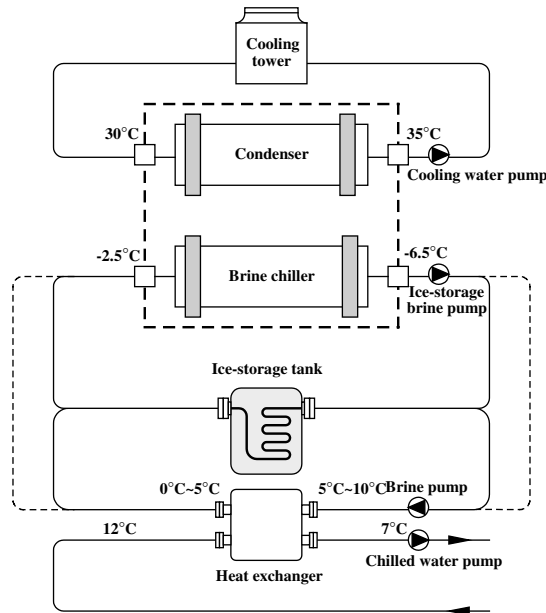 Cooling
tower
30°C
35°C
Condenser
Cooling water pump
-2.5°C
-6.5°C
Brine chiller
Ice-storage
brine pump
Ice-storage tank
0°C~5°C
5°C~10°C
Brine pump
12°C
7°C
Chilled water pump
Heat exchanger